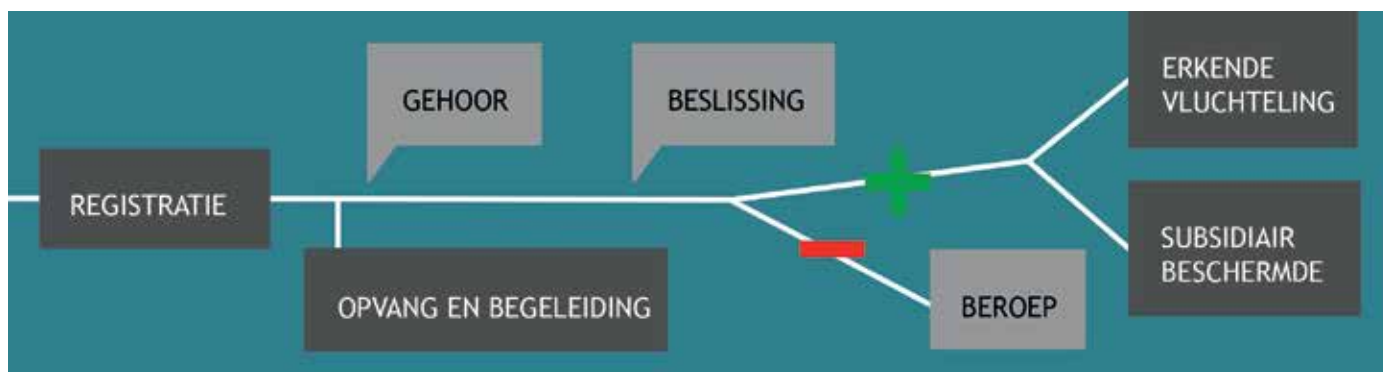 REGISTRATIE
GEHOOR
OPVANG EN BEGELEIDING
BESLISSING
BEROEP
ERKENDE
VLUCHTELING
SUBSIDIAIR
BESCHERMDE